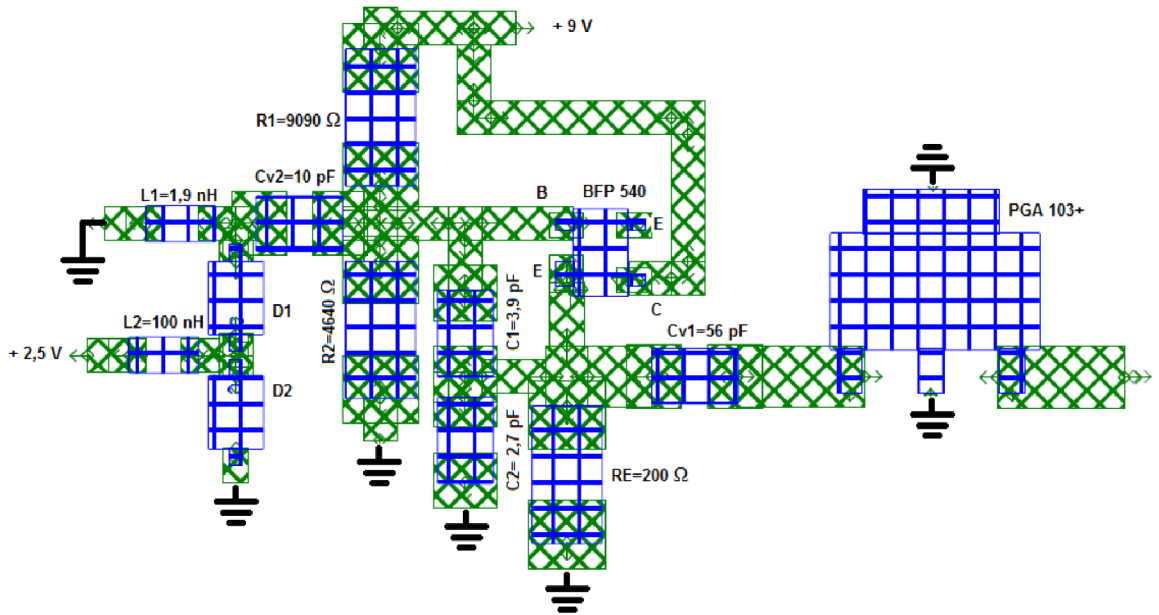 + 9 V
R1=9090 Ω
Cv2=10 pF
L1=1,9 nH
B
BFP 540
E
PGA 103+
E
C
D1
R2=4640 Ω
C1=3,9 pF
L2=100 nH
+ 2,5 V
Cv1=56 pF
D2
C2= 2,7 pF
RE=200 Ω